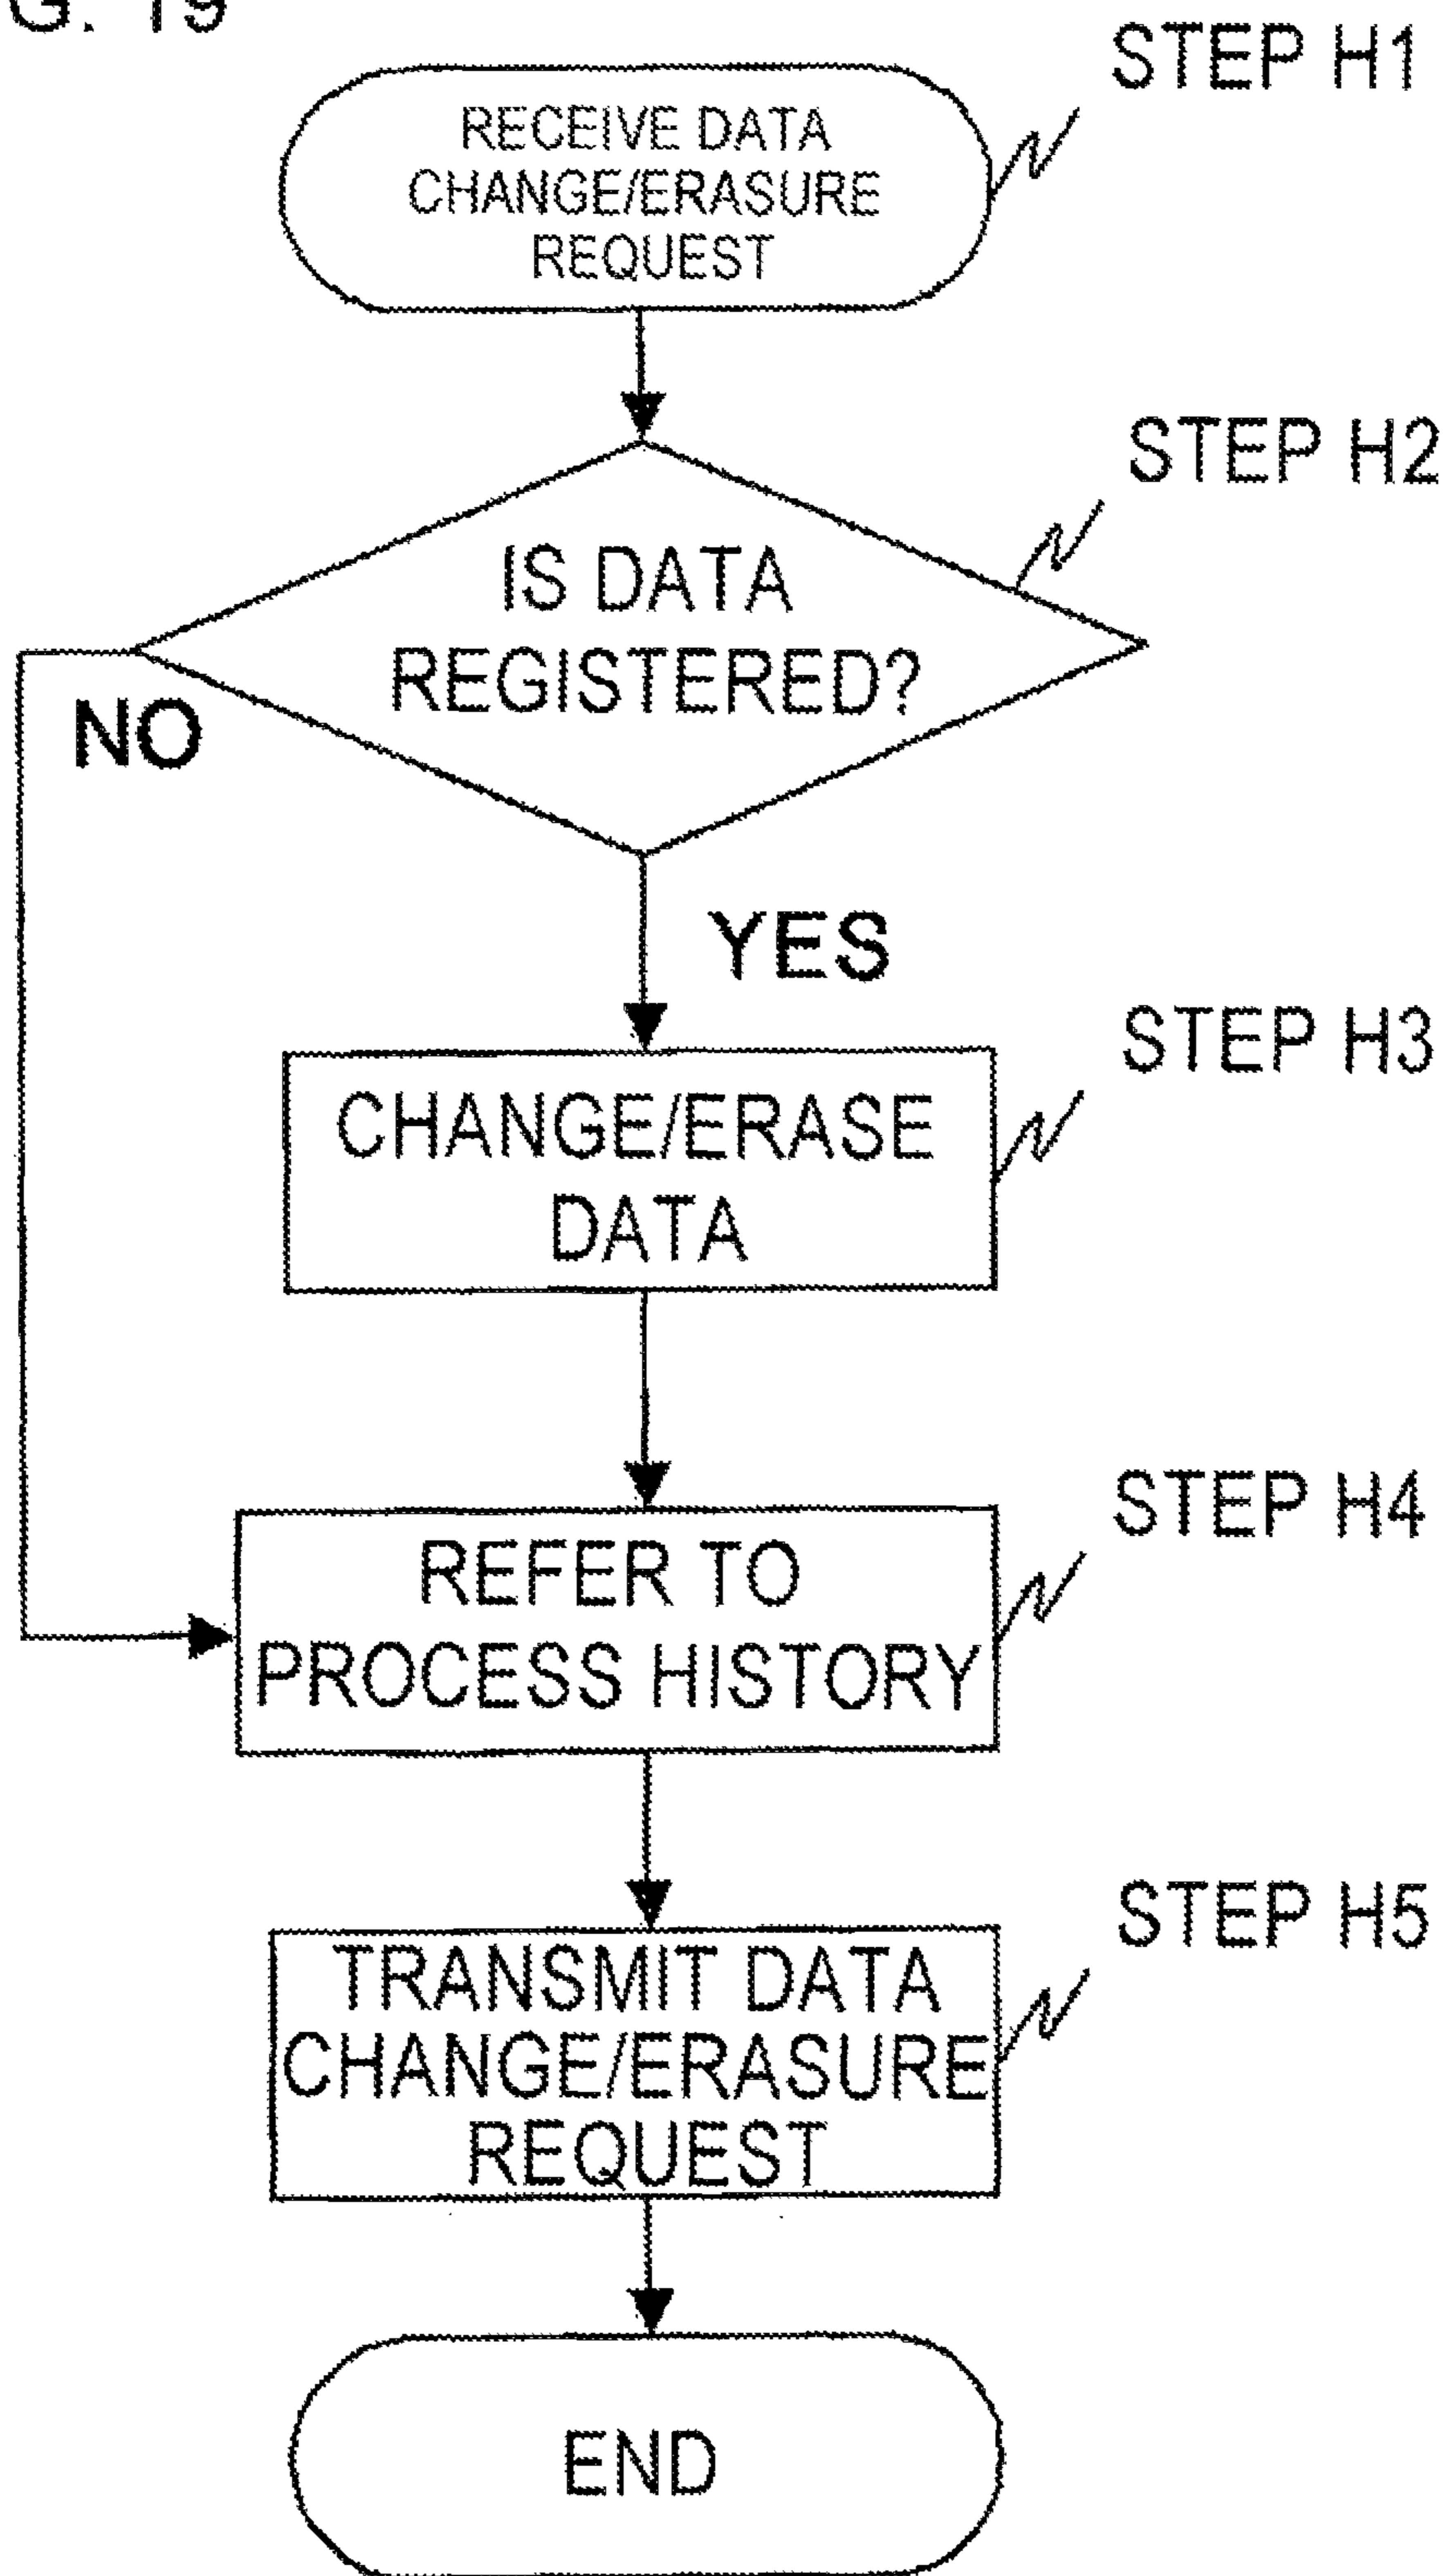 G. 19
STEP H1
RECEIVE DATA
CHANGE/ERASURE
REQUEST
STEP H2
IS DATA
REGISTERED?
NO
YES
STEP H3
CHANGE/ERASE
DATA
STEP H4
REFER TO
PROCESS HISTORY
STEP H5
TRANSMIT DATA
CHANGE/ERASURE
REQUEST
END